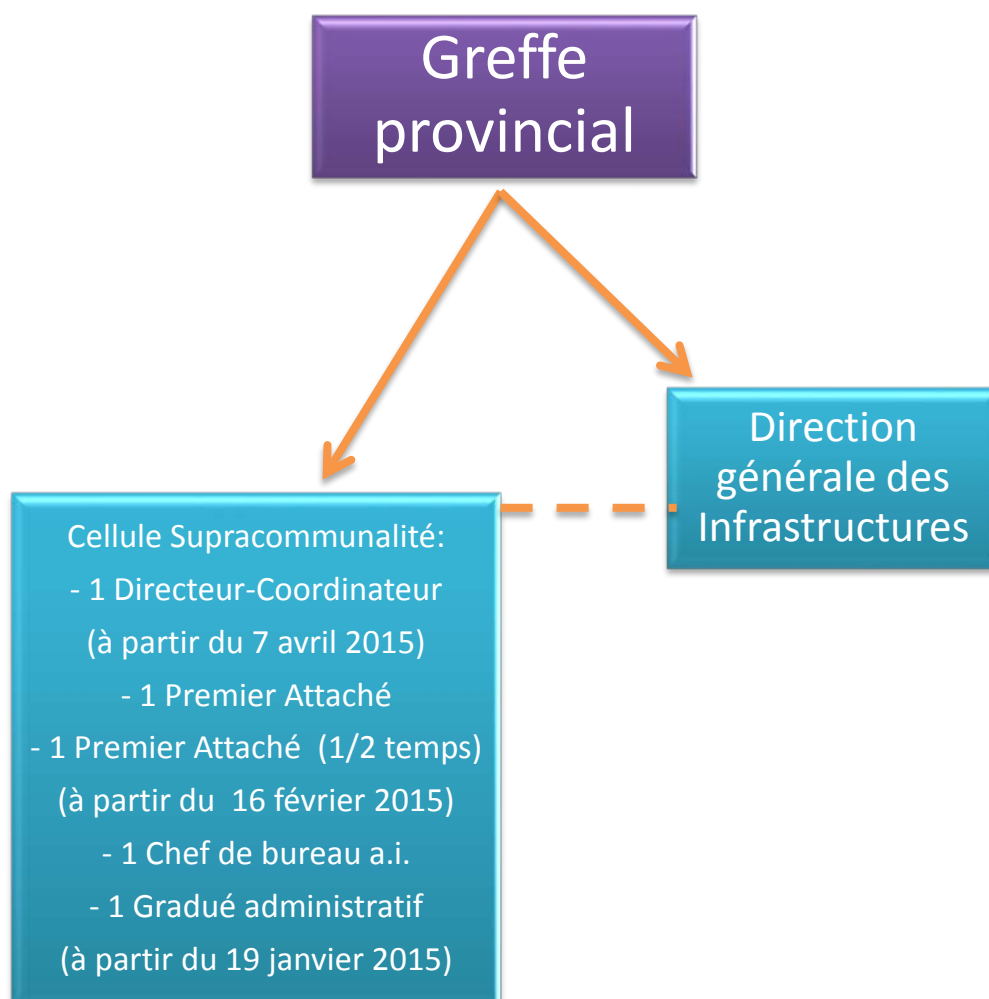 Greffe
provincial
Direction
générale des
Infrastructures
Cellule Supracommunalité:
- 1 Directeur-Coordinateur
(à partir du 7 avril 2015)
- 1 Premier Attaché
- 1 Premier Attaché (1/2 temps)
(à partir du 16 février 2015)
- 1 Chef de bureau a.i.
- 1 Gradué administratif
(à partir du 19 janvier 2015)